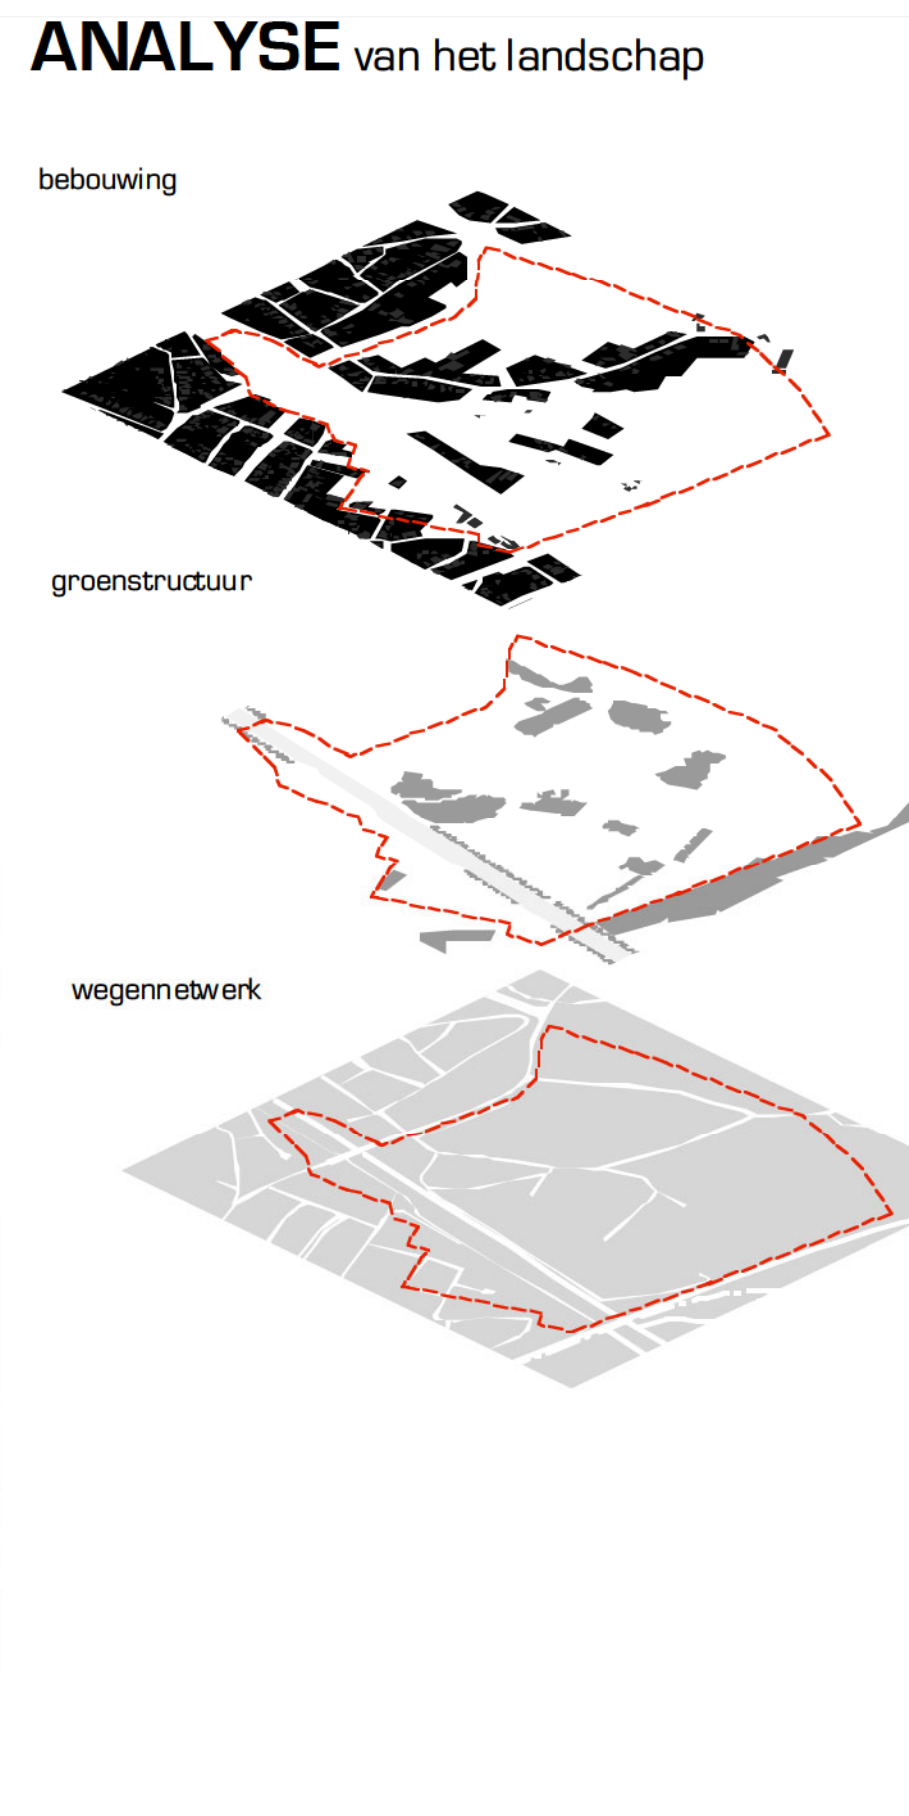 ANALYSE van het landschap
bebouwing
groenstructuur
wegennetwerk